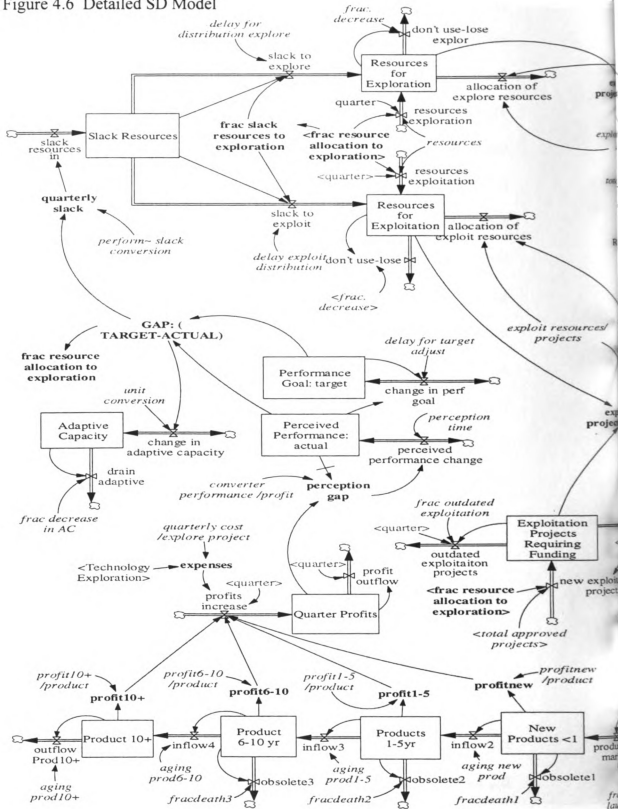 Figure 4.6 Detailed SD Model
delay for
distribution explore
slack to
explore
frac.
decrease
don't use-lose
explor
Resources
for
Exploration
allocation of
explore resources
quarter
resources
exploration
frac slack
resources to
exploration
<frac resource
allocation to
exploration>
resources
Slack Resources
slack
resources
in
<quarter>
resources
exploitation
quarterly
slack
slack to
exploit
Resources
for
Exploitation
allocation of
exploit resources
perform~ slack
conversion
delay exploit
distribution
don't use-lose
<frac.
decrease>
exploit resources/
projects
GAP: (
TARGET-ACTUAL)
frac resource
allocation to
exploration
delay for target
adjust
Performance
Goal: target
change in perf
goal
unit
conversion
Adaptive
Capacity
change in
adaptive capacity
Perceived
Performance:
actual
perception
time
perceived
performance change
drain
adaptive
converter
performance /profit
perception
gap
frac decrease
in AC
quarterly cost
/explore project
frac outdated
exploitation
<quarter>
outdated
exploitaiton
projects
Exploitation
Projects
Requiring
Funding
<Technology
Exploration>
expenses
<quarter>
profit
outflow
<quarter>
profits
increase
Quarter Profits
new exploi
project
<frac resource
allocation to
exploration>
<total approved
projects>
profit10+
/product
profit10+
profit6-10
/product
profit6-10
profit1-5
/product
profit1-5
profitnew
profitnew
/product
outflow
Prod10+
Product 10+
inflow4
Product
6-10 yr
inflow3
Products
1-5yr
inflow2
New
Products <1
aging
prod10+
aging
prod6-10
obsolete3
aging
prod1-5
obsolete2
aging new
prod
obsolete1
fracdeath3
fracdeath2
fracdeath1